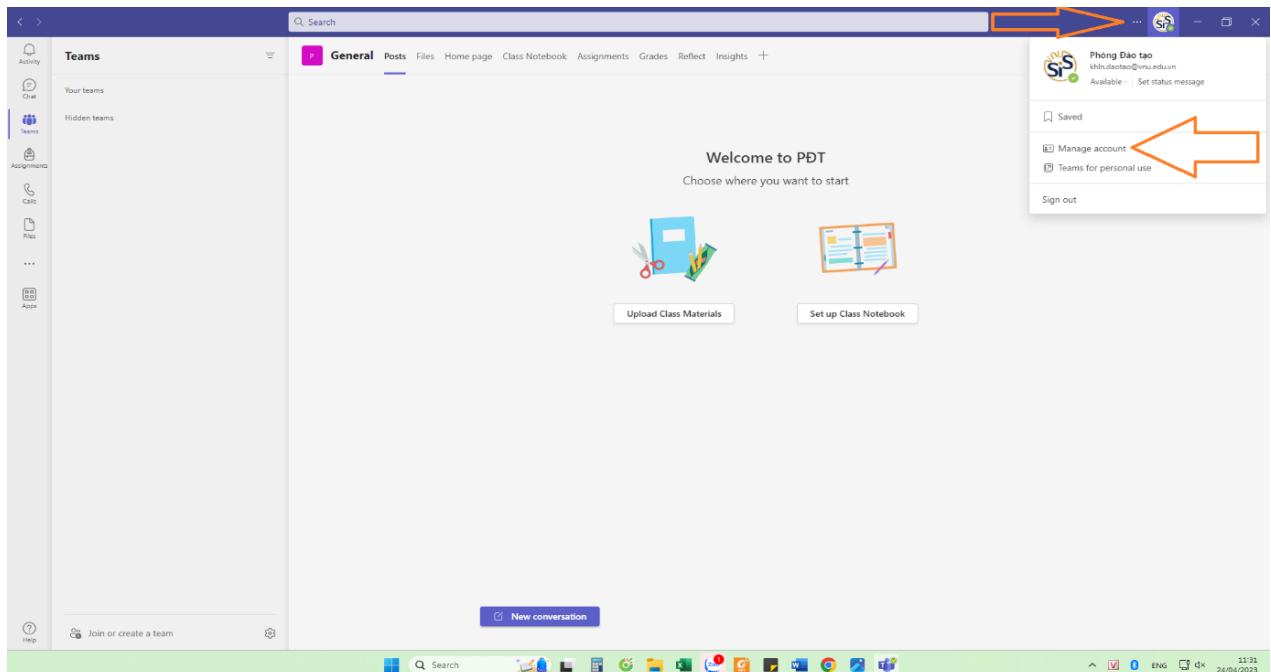 Search
Activity
Chat
Teams
Assignments
Calls
Files
Apps
Help
Teams
Your teams
Hidden teams
Join or create a team
P
General Posts Files Home page Class Notebook Assignments Grades Reflect Insights
Welcome to PĐT
Choose where you want to start
Upload Class Materials
Set up Class Notebook
New conversation
SiS
SiS
Phòng Đào tạo
khln.daotao@vnu.edu.vn
Available
Set status message
Saved
Manage account
Teams for personal use
Sign out
Search
ENG
11:31
24/04/2023